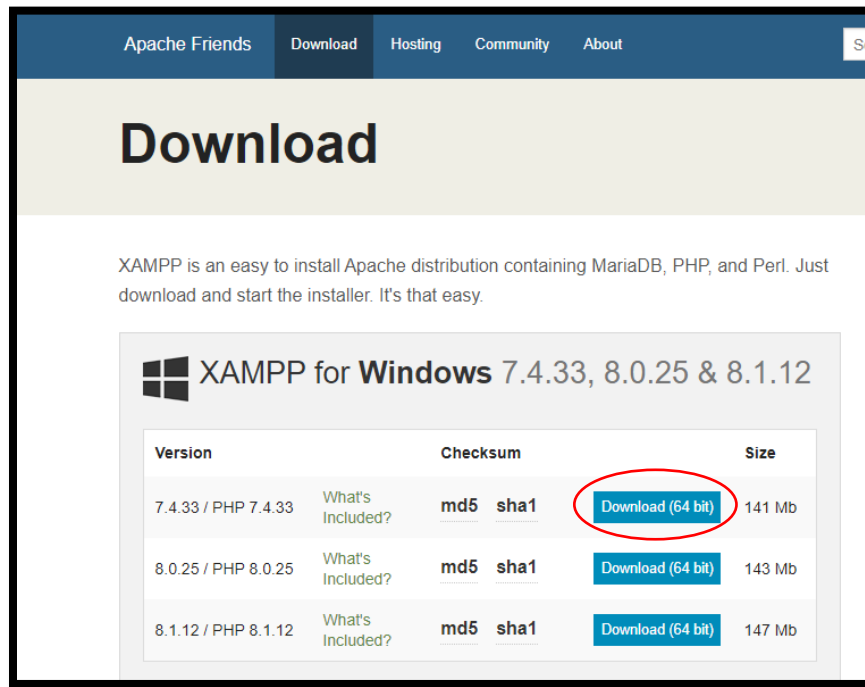 Apache Friends Download Hosting Community About
Download
XAMPP is an easy to install Apache distribution containing MariaDB, PHP, and Perl. Just
download and start the installer. It's that easy.
XAMPP for Windows 7.4.33, 8.0.25 & 8.1.12
Version Checksum Size
7.4.33 / PHP 7.4.33 What's Included? md5 sha1 Download (64 bit) 141 Mb
8.0.25 / PHP 8.0.25 What's Included? md5 sha1 Download (64 bit) 143 Mb
8.1.12 / PHP 8.1.12 What's Included? md5 sha1 Download (64 bit) 147 Mb